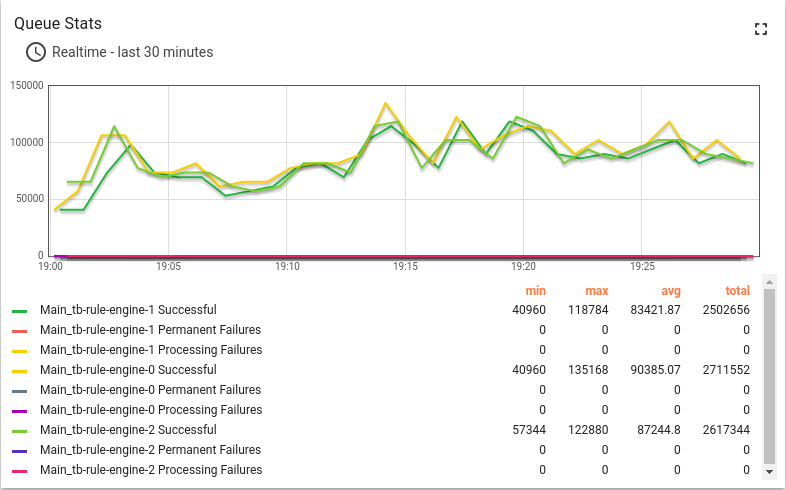 Queue Stats
Realtime - last 30 minutes
150000
100000
50000
0
19:00 19:05 19:10 19:15 19:20 19:25
min max avg total
Main_tb-rule-engine-1 Successful 40960 118784 83421.87 2502656
Main_tb-rule-engine-1 Permanent Failures 0 0 0 0
Main_tb-rule-engine-1 Processing Failures 0 0 0 0
Main_tb-rule-engine-0 Successful 40960 135168 90385.07 2711552
Main_tb-rule-engine-0 Permanent Failures 0 0 0 0
Main_tb-rule-engine-0 Processing Failures 0 0 0 0
Main_tb-rule-engine-2 Successful 57344 122880 87244.8 2617344
Main_tb-rule-engine-2 Permanent Failures 0 0 0 0
Main_tb-rule-engine-2 Processing Failures 0 0 0 0